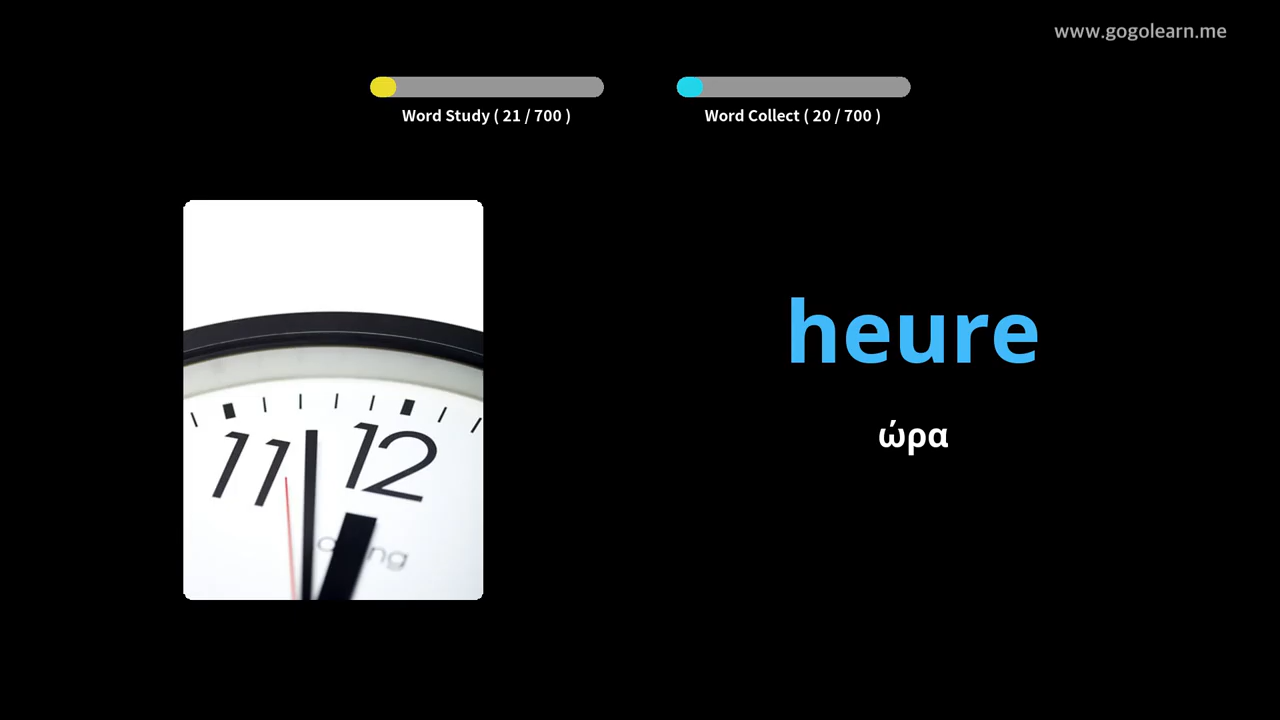 www.gogolearn.me
Word Study ( 21 / 700 )
Word Collect ( 20 / 700 )
11
12
heure
ώρα